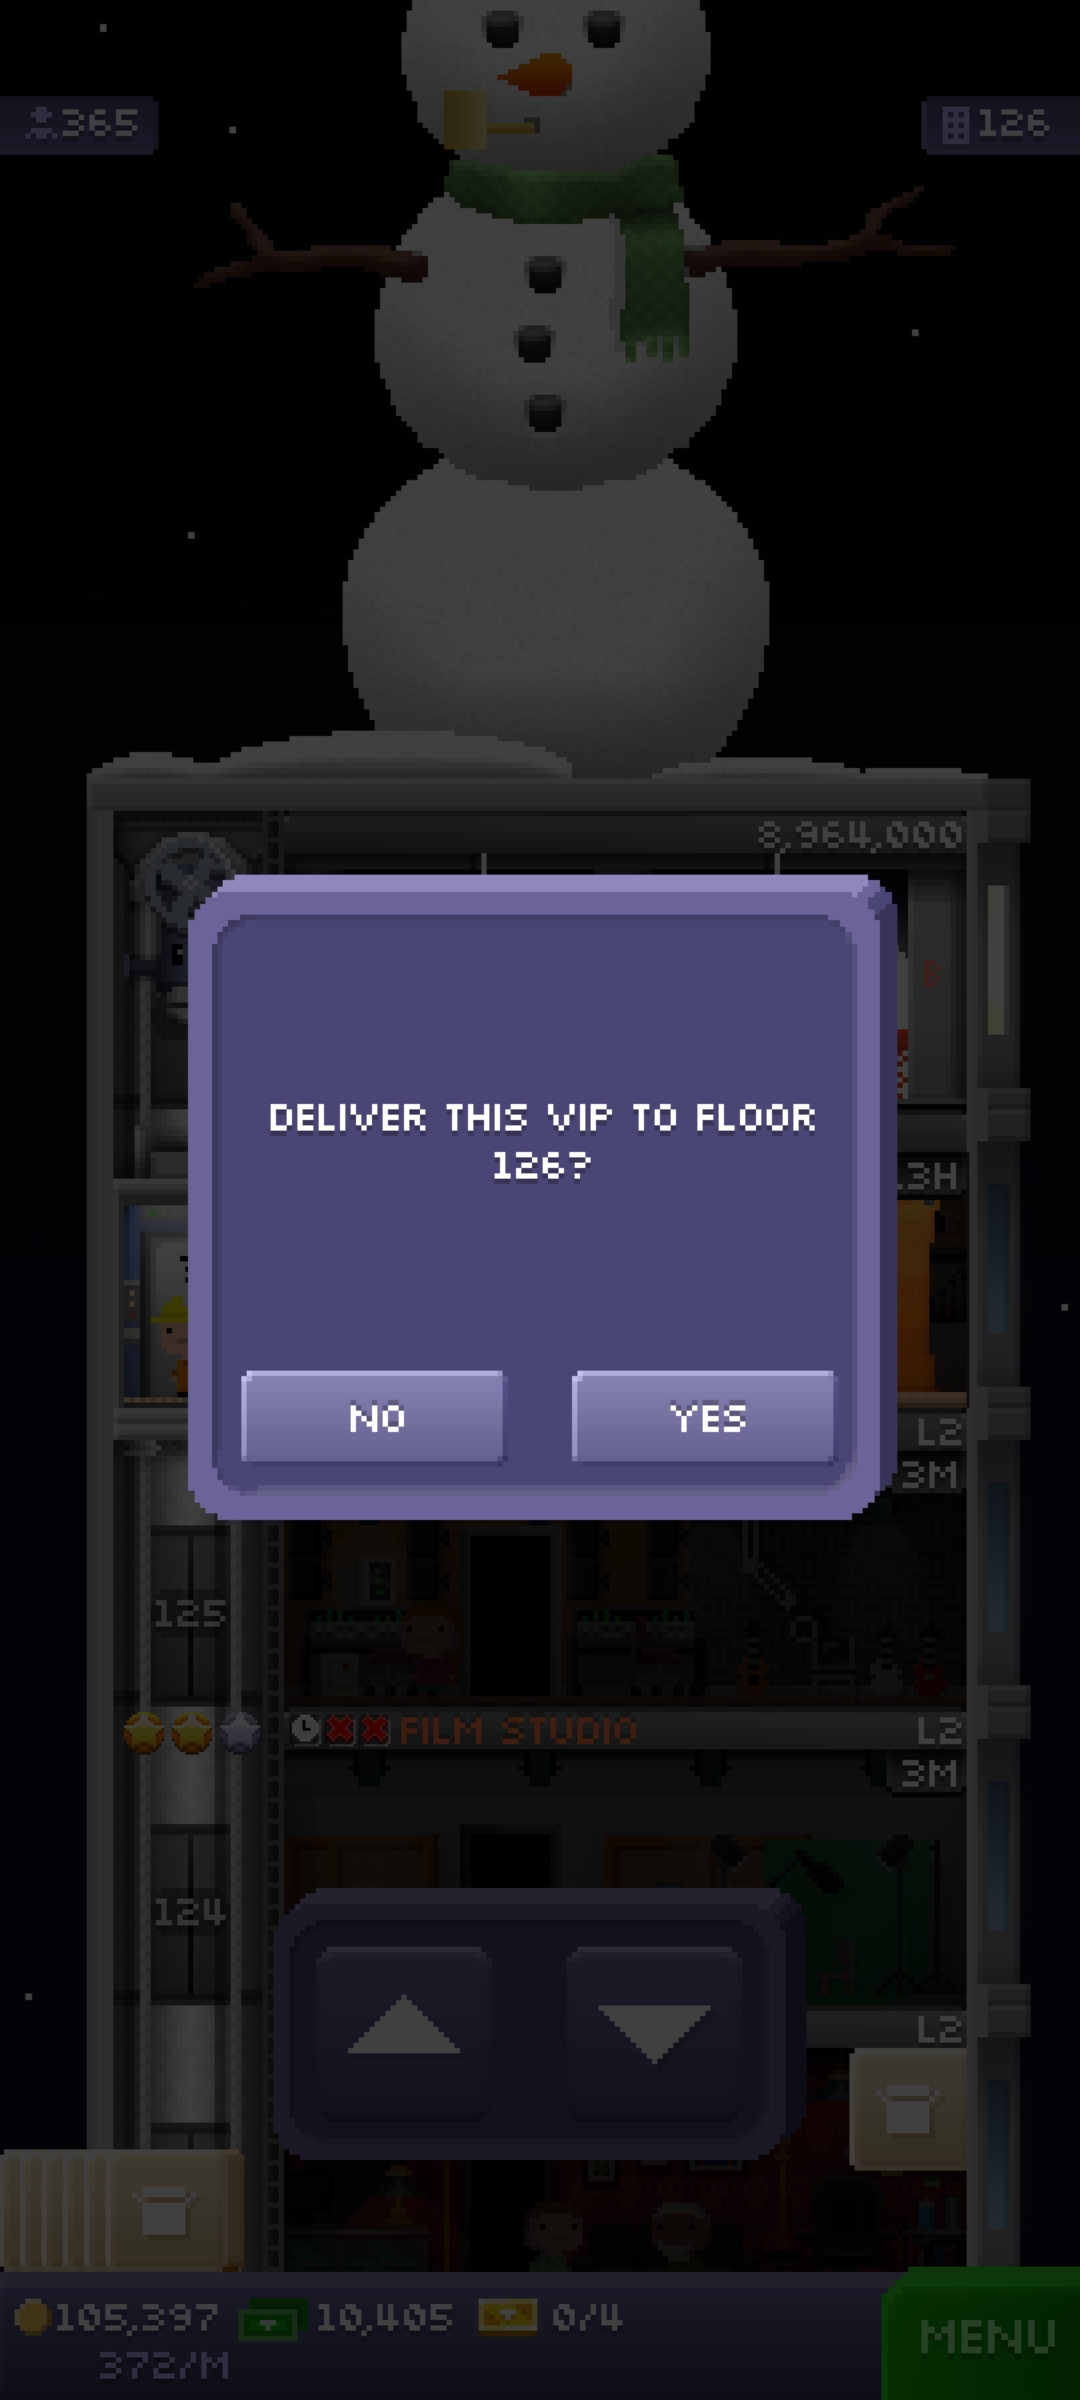 365
126
8,964,000
DELIVER THIS VIP TO FLOOR
126?
NO
YES
L2
3M
125
FILM STUDIO
L2
3M
124
L2
105,397
10,405
0/4
372/M
MENU